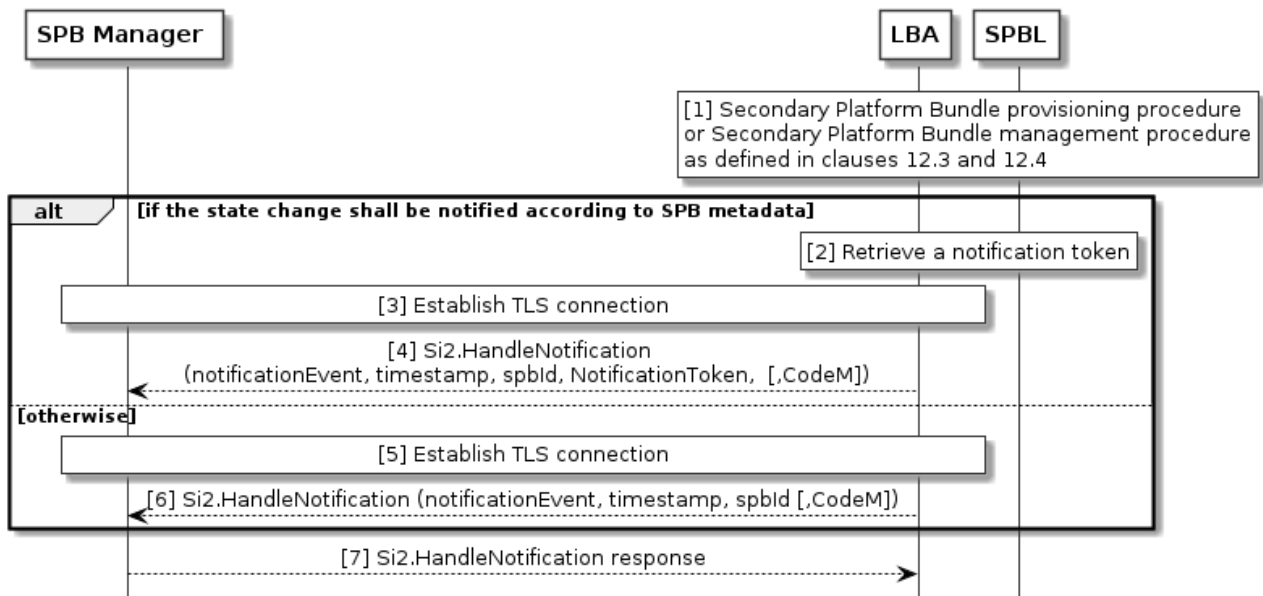 SPB Manager
LBA
SPBL
[1] Secondary Platform Bundle provisioning procedure
or Secondary Platform Bundle management procedure
as defined in clauses 12.3 and 12.4
alt
[if the state change shall be notified according to SPB metadata]
[2] Retrieve a notification token
[3] Establish TLS connection
[4] Si2.HandleNotification
(notificationEvent, timestamp, spbId, NotificationToken,  [,CodeM])
[otherwise]
[5] Establish TLS connection
[6] Si2.HandleNotification (notificationEvent, timestamp, spbId [,CodeM])
[7] Si2.HandleNotification response